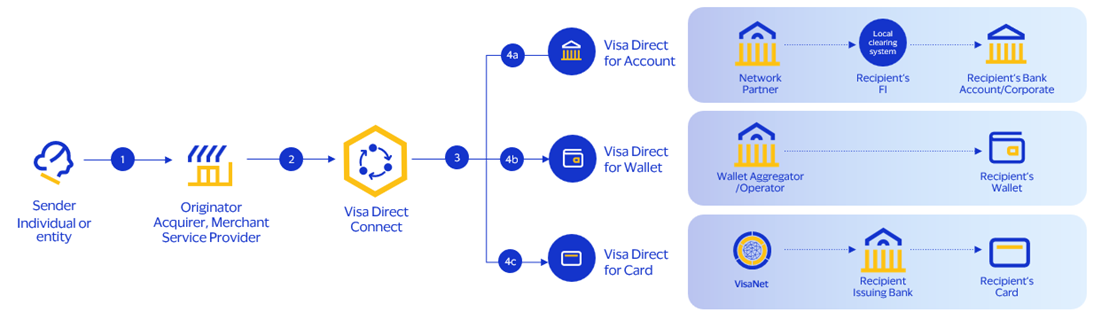 1
2
3
4a
4b
4c
Sender
Individual or
entity
Originator
Acquirer, Merchant
Service Provider
Visa Direct
Connect
Visa Direct
for Account
Network
Partner
Local
clearing
system
Recipient's
FI
Recipient's Bank
Account/Corporate
Visa Direct
for Wallet
Wallet Aggregator
/Operator
Recipient's
Wallet
Visa Direct
for Card
VisaNet
Recipient
Issuing Bank
Recipient's
Card